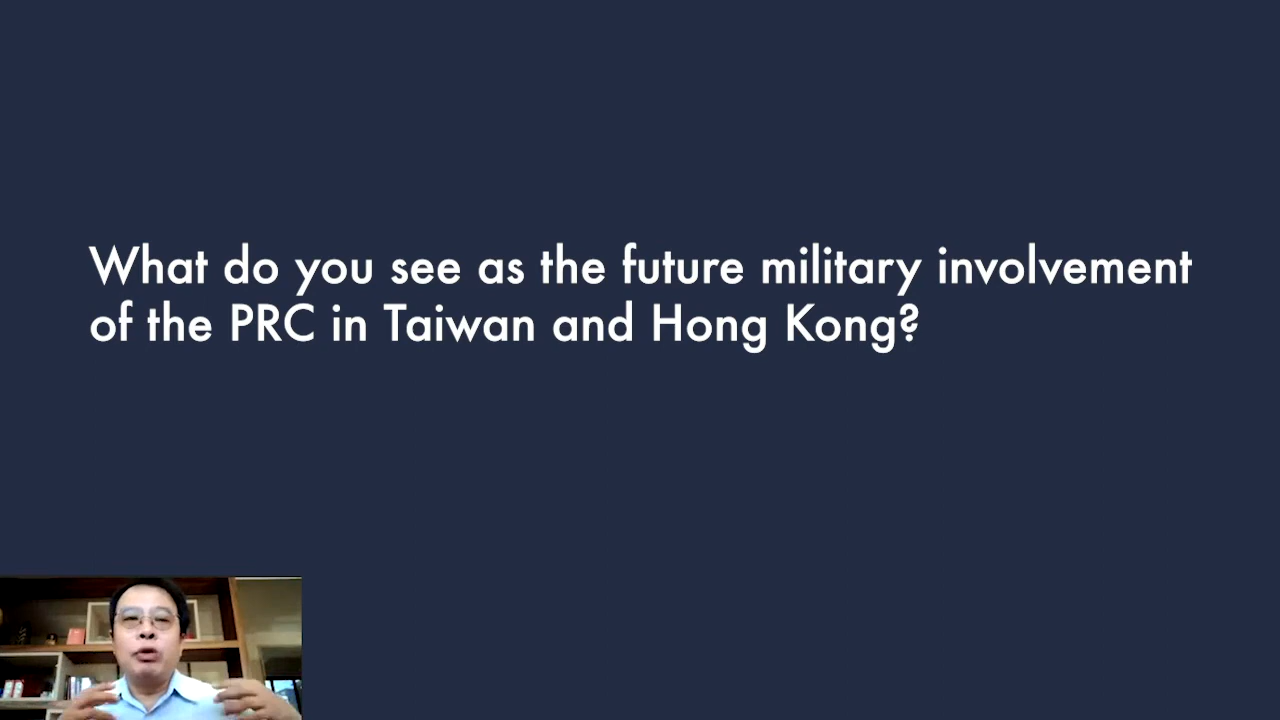 What do you see as the future military involvement
of the PRC in Taiwan and Hong Kong?